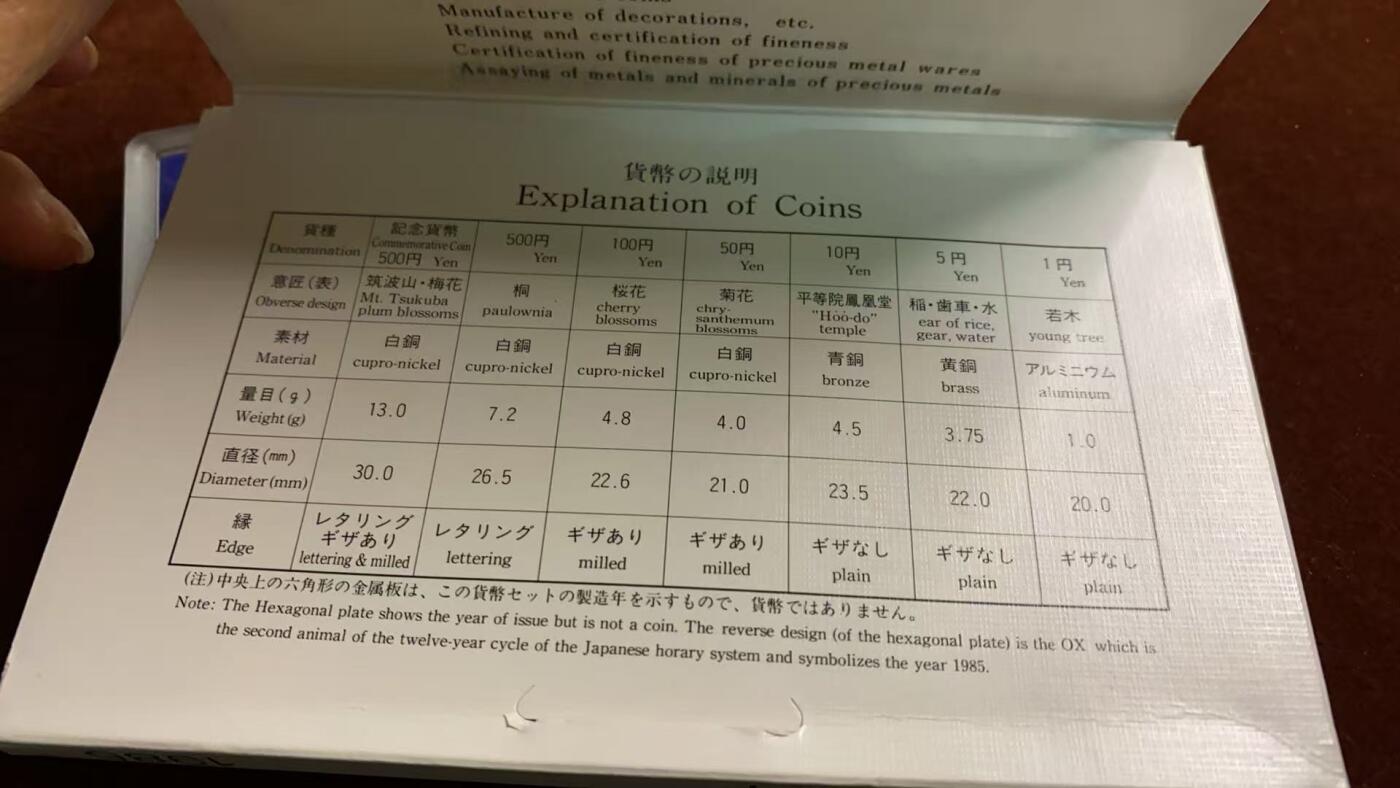 Manufacture of decorations, etc.
Refining and certification of fineness
Certification of fineness of precious metal wares
Assaying of metals and minerals of precious metals
貨幣の説明
Explanation of Coins
貨種 記念貨幣 500円 100円 50円 10円 5円 1円
Denomination Commemorative Coin Yen Yen Yen Yen Yen Yen
500円 Yen
意匠(表) 筑波山・梅花 桐 桜花 菊花 平等院鳳凰堂 稲・歯車・水 若木
Obverse design Mt. Tsukuba paulownia cherry chry- "Hōō-do" ear of rice, young tree
plum blossoms blossoms santhemum temple gear, water
blossoms
素材 白銅 白銅 白銅 白銅 青銅 黄銅 アルミニウム
Material cupro-nickel cupro-nickel cupro-nickel cupro-nickel bronze brass aluminum
量目(g) 13.0 7.2 4.8 4.0 4.5 3.75 1.0
Weight(g)
直径(mm) 30.0 26.5 22.6 21.0 23.5 22.0 20.0
Diameter(mm)
縁 レタリング レタリング ギザあり ギザあり ギザなし ギザなし ギザなし
ギザあり
Edge lettering & milled lettering milled milled plain plain plain
(注)中央上の六角形の金属板は、この貨幣セットの製造年を示すもので、貨幣ではありません。
Note: The Hexagonal plate shows the year of issue but is not a coin. The reverse design (of the hexagonal plate) is the OX which is
the second animal of the twelve-year cycle of the Japanese horary system and symbolizes the year 1985.